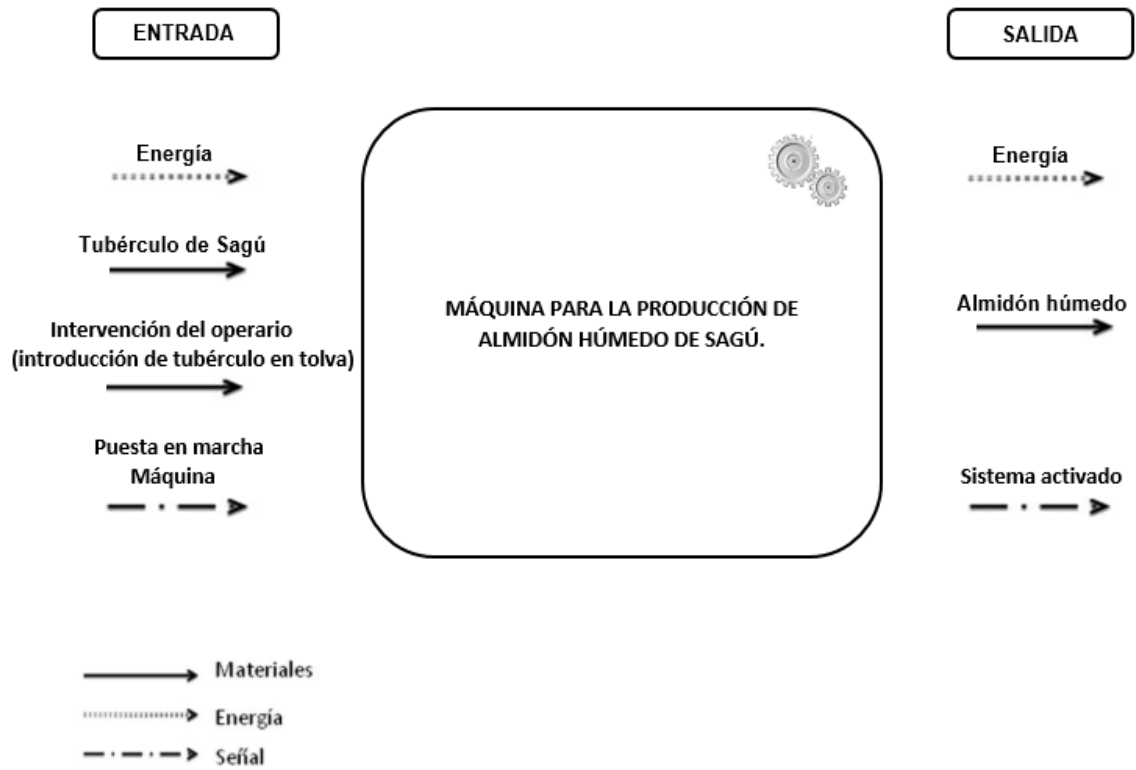 ENTRADA
SALIDA
Energía
Tubérculo de Sagú
Intervención del operario
(introducción de tubérculo en tolva)
Puesta en marcha
Máquina
MÁQUINA PARA LA PRODUCCIÓN DE
ALMIDÓN HÚMEDO DE SAGÚ.
Energía
Almidón húmedo
Sistema activado
Materiales
Energía
Señal